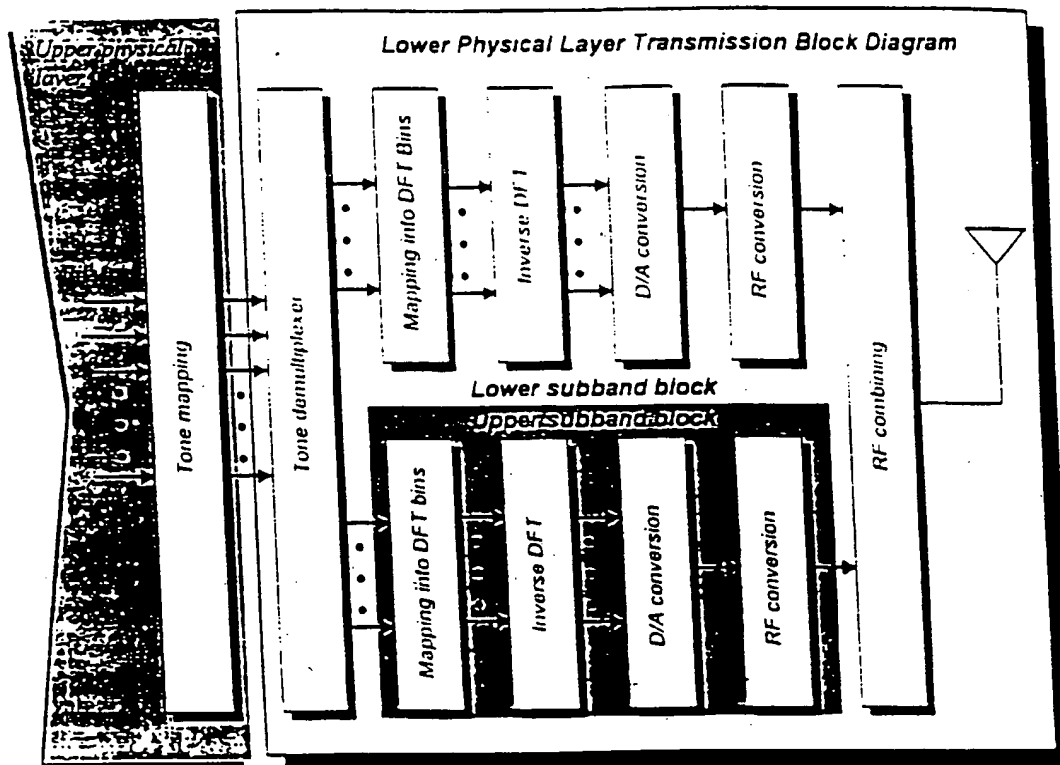 Upper physical
layer
Lower Physical Layer Transmission Block Diagram
Tone mapping
Tone demultiplexer
Mapping into DFT Bins
Inverse DFT
D/A conversion
RF conversion
Lower subband block
Upper subband block
Mapping into DFT bins
Inverse DFT
D/A conversion
RF conversion
RF combining